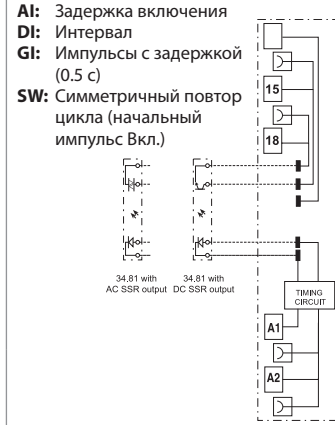 AI: Задержка включения
DI: Интервал
GI: Импульсы с задержкой
(0.5 с)
SW: Симметричный повтор
цикла (начальный
импульс Вкл.)
15
18
34.81 with
AC SSR output
34.81 with
DC SSR output
TIMING
CIRCUIT
A1
A2